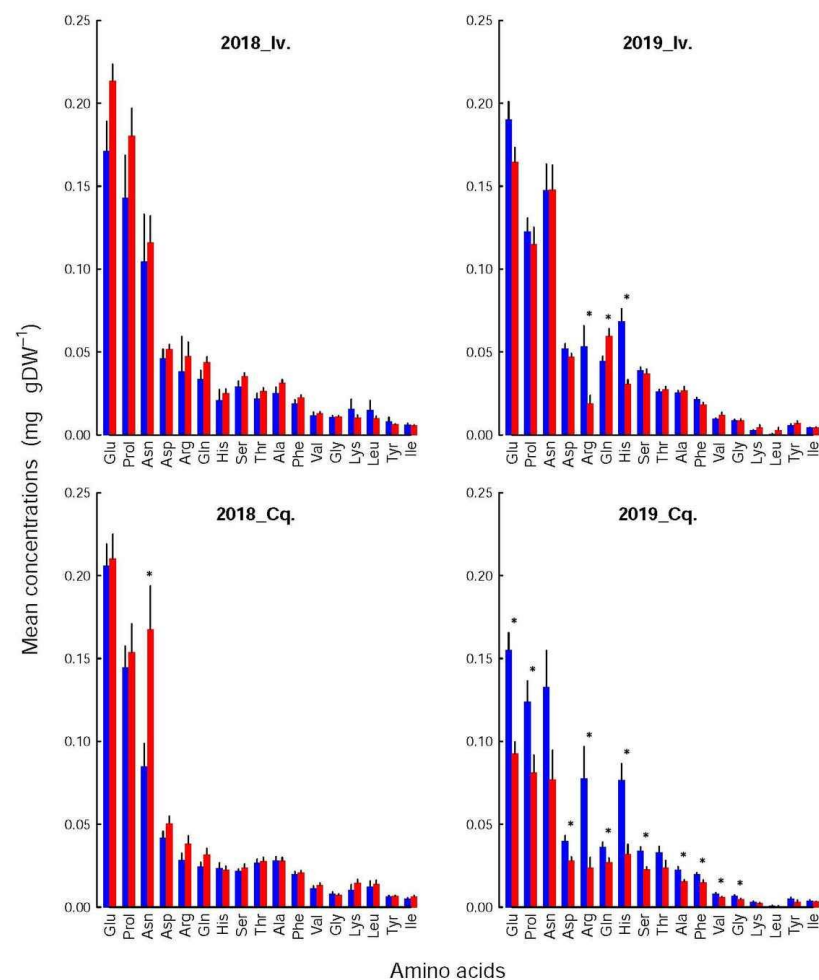 2018_Iv.
0.25
0.20
0.15
0.10
0.05
0.00
Glu Prol Asn Asp Arg Gln His Ser Thr Ala Phe Val Gly Lys Leu Tyr Ile
2019_Iv.
0.25
0.20
0.15
0.10
0.05
0.00
* * *
Glu Prol Asn Asp Arg Gln His Ser Thr Ala Phe Val Gly Lys Leu Tyr Ile
Mean concentrations (mg gDW⁻¹)
2018_Cq.
0.25
0.20
0.15
0.10
0.05
0.00
*
Glu Prol Asn Asp Arg Gln His Ser Thr Ala Phe Val Gly Lys Leu Tyr Ile
2019_Cq.
0.25
0.20
0.15
0.10
0.05
0.00
* * * * * * * * * * *
Glu Prol Asn Asp Arg Gln His Ser Thr Ala Phe Val Gly Lys Leu Tyr Ile
Amino acids